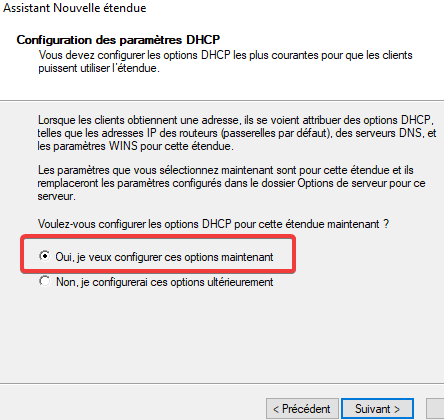 Assistant Nouvelle étendue
Configuration des paramètres DHCP
Vous devez configurer les options DHCP les plus courantes pour que les clients
puissent utiliser l'étendue.
Lorsque les clients obtiennent une adresse, ils se voient attribuer des options DHCP,
telles que les adresses IP des routeurs (passerelles par défaut), des serveurs DNS, et
les paramètres WINS pour cette étendue.
Les paramètres que vous sélectionnez maintenant sont pour cette étendue et ils
remplaceront les paramètres configurés dans le dossier Options de serveur pour ce
serveur.
Voulez-vous configurer les options DHCP pour cette étendue maintenant ?
Oui, je veux configurer ces options maintenant
Non, je configurerai ces options ultérieurement
< Précédent Suivant >